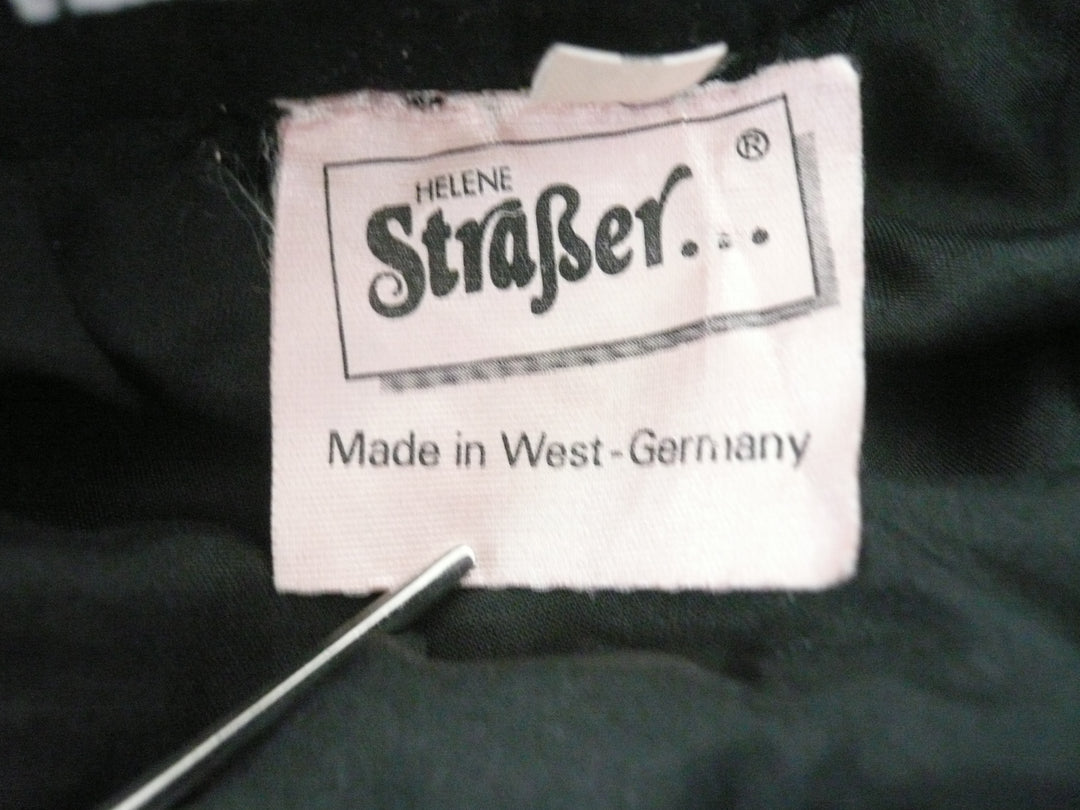 HELENE
Straßer... ®
Made in West-Germany